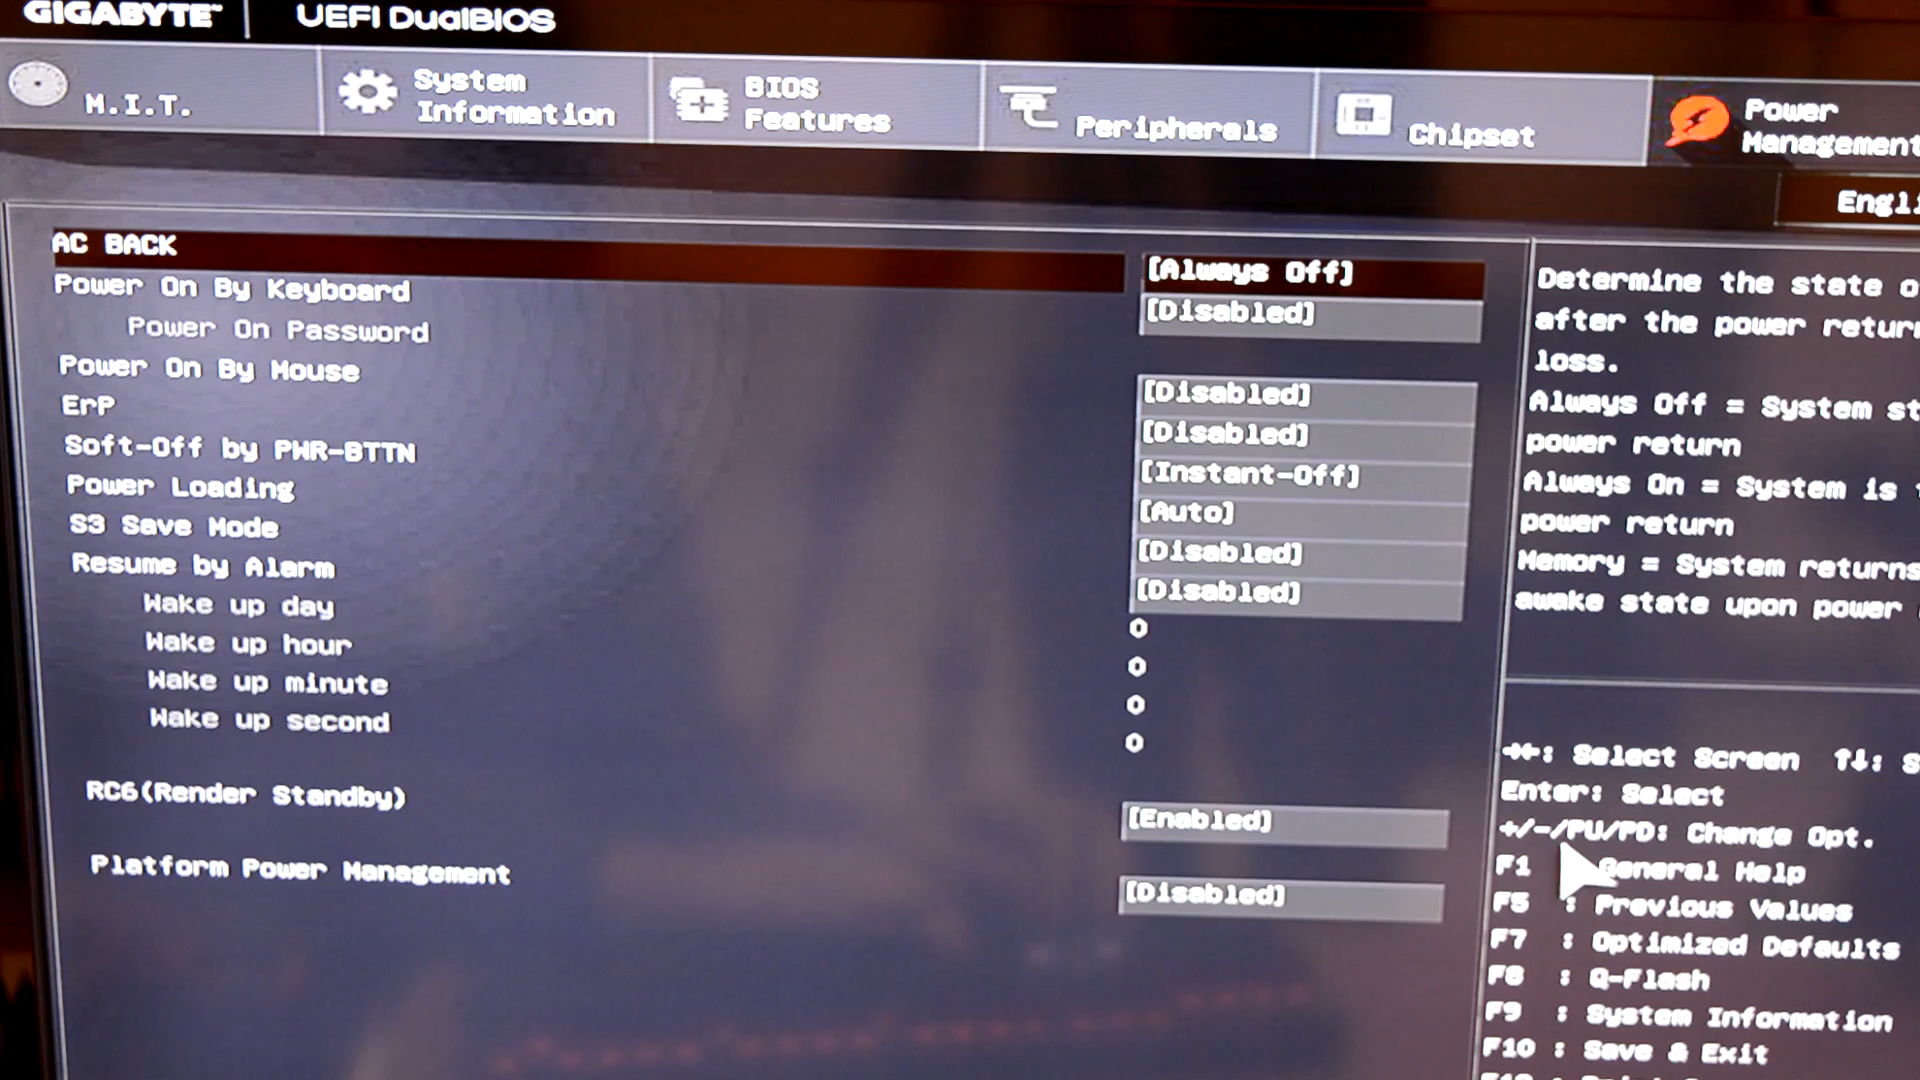 GIGABYTE™ UEFI DualBIOS
M.I.T.
System
Information
BIOS
Features
Peripherals
Chipset
Power
Management
AC BACK [Always Off]
Power On By Keyboard [Disabled]
Power On Password
Power On By Mouse [Disabled]
ErP [Disabled]
Soft-Off by PWR-BTTN [Instant-Off]
Power Loading [Auto]
S3 Save Mode [Disabled]
Resume by Alarm [Disabled]
Wake up day 0
Wake up hour 0
Wake up minute 0
Wake up second 0
RC6(Render Standby) [Enabled]
Platform Power Management [Disabled]
Determine the state
after the power
loss.
Always Off = System
power return
Always On = System is
power return
Memory = System returns
awake state upon power
→←: Select Screen ↑↓:
Enter: Select
+/-/PU/PD: Change Opt.
F1 General Help
F5 : Previous Values
F7 : Optimized Defaults
F8 : Q-Flash
F9 : System Information
F10 : Save & Exit